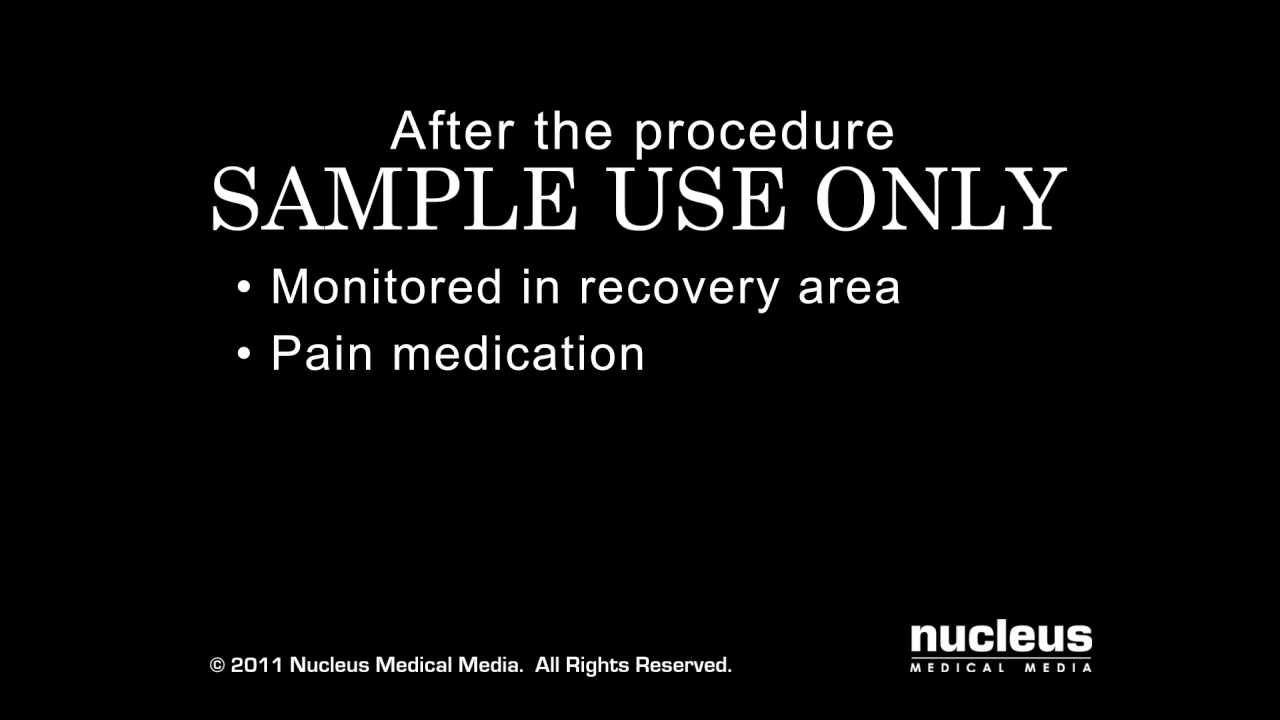 After the procedure
SAMPLE USE ONLY
• Monitored in recovery area
• Pain medication
nucleus
MEDICAL MEDIA
© 2011 Nucleus Medical Media.  All Rights Reserved.